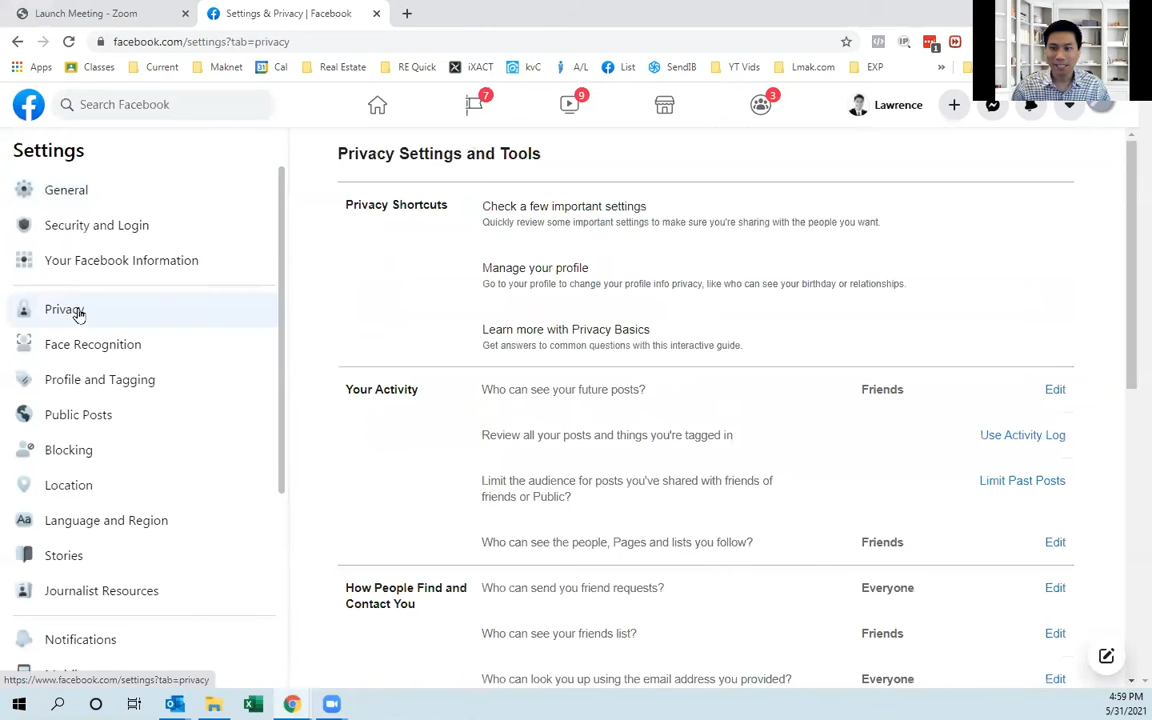 Launch Meeting - Zoom
Settings & Privacy | Facebook
facebook.com/settings?tab=privacy
Apps Classes Current Maknet Cal Real Estate RE Quick iXACT kvC A/L List SendIB YT Vids Lmak.com EXP
Search Facebook
7
9
3
Lawrence
Settings
General
Security and Login
Your Facebook Information
Privacy
Face Recognition
Profile and Tagging
Public Posts
Blocking
Location
Language and Region
Stories
Journalist Resources
Notifications
https://www.facebook.com/settings?tab=privacy
Privacy Settings and Tools
Privacy Shortcuts
Check a few important settings
Quickly review some important settings to make sure you're sharing with the people you want.
Manage your profile
Go to your profile to change your profile info privacy, like who can see your birthday or relationships.
Learn more with Privacy Basics
Get answers to common questions with this interactive guide.
Your Activity
Who can see your future posts? Friends Edit
Review all your posts and things you're tagged in Use Activity Log
Limit the audience for posts you've shared with friends of
friends or Public? Limit Past Posts
Who can see the people, Pages and lists you follow? Friends Edit
How People Find and
Contact You
Who can send you friend requests? Everyone Edit
Who can see your friends list? Friends Edit
Who can look you up using the email address you provided? Everyone Edit
4:59 PM
5/31/2021